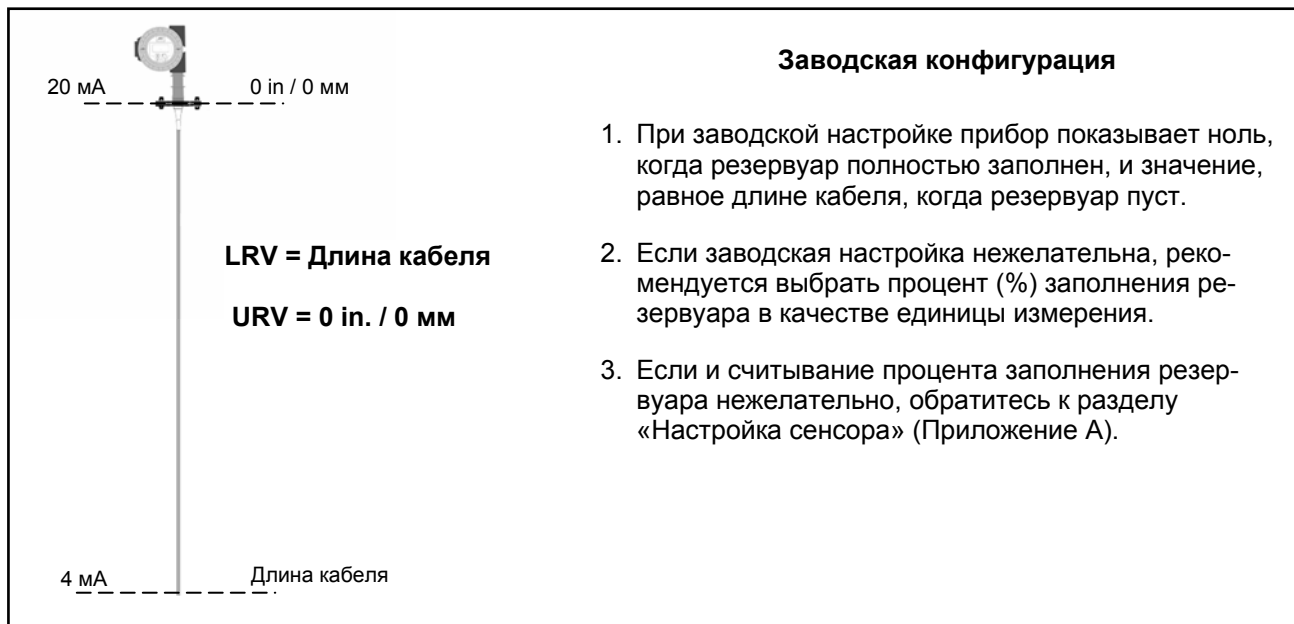 20 мА
0 in / 0 мм
LRV = Длина кабеля
URV = 0 in. / 0 мм
4 мА
Длина кабеля
Заводская конфигурация
1. При заводской настройке прибор показывает ноль,
когда резервуар полностью заполнен, и значение,
равное длине кабеля, когда резервуар пуст.
2. Если заводская настройка нежелательна, реко-
мендуется выбрать процент (%) заполнения ре-
зервуара в качестве единицы измерения.
3. Если и считывание процента заполнения резер-
вуара нежелательно, обратитесь к разделу
«Настройка сенсора» (Приложение А).